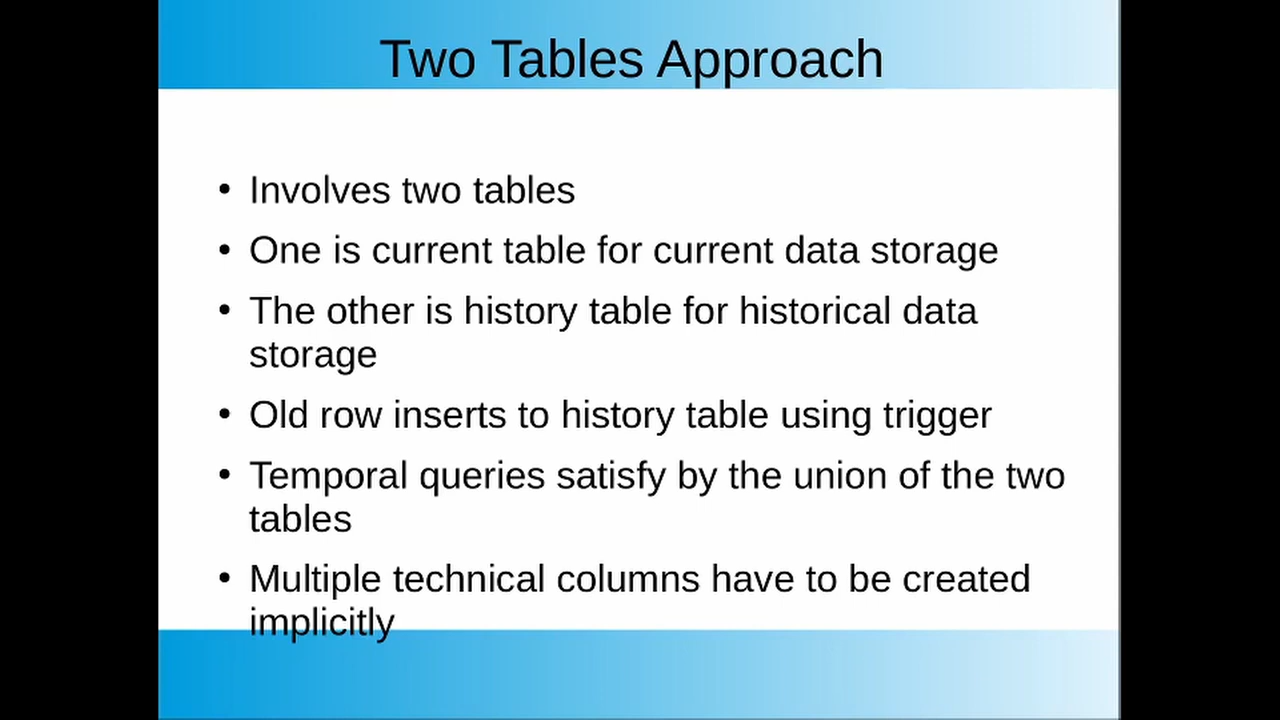 Two Tables Approach
• Involves two tables
• One is current table for current data storage
• The other is history table for historical data
storage
• Old row inserts to history table using trigger
• Temporal queries satisfy by the union of the two
tables
• Multiple technical columns have to be created
implicitly